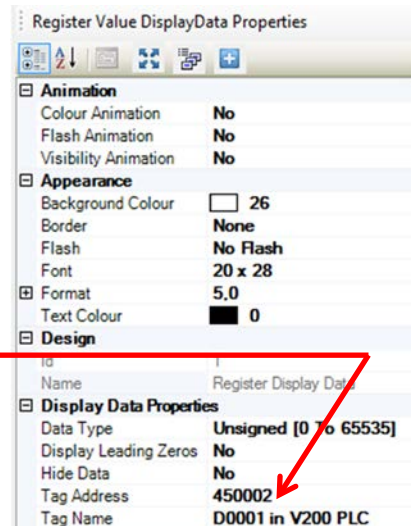 Register Value DisplayData Properties
Animation
Colour Animation No
Flash Animation No
Visibility Animation No
Appearance
Background Colour 26
Border None
Flash No Flash
Font 20 x 28
Format 5,0
Text Colour 0
Design
Id 1
Name Register Display Data
Display Data Properties
Data Type Unsigned [0 To 65535]
Display Leading Zeros No
Hide Data No
Tag Address 450002
Tag Name D0001 in V200 PLC